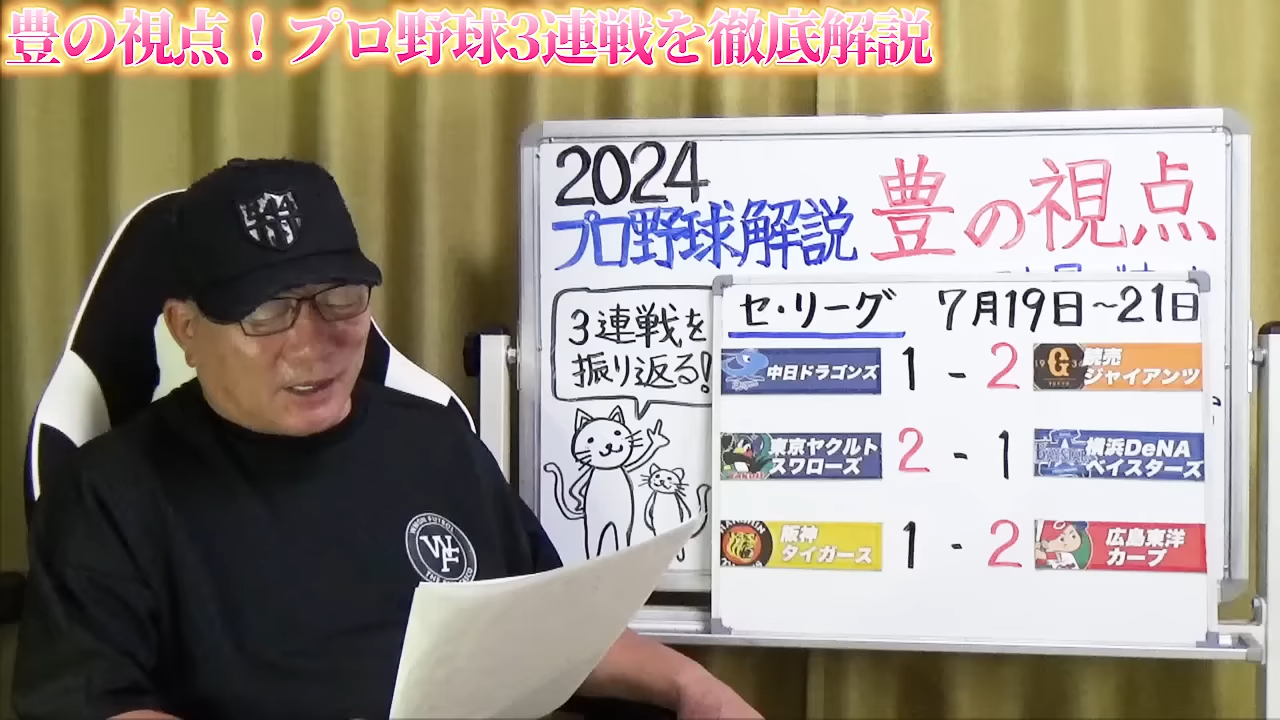 豊の視点！プロ野球3連戦を徹底解説
2024
プロ野球解説
豊の視点
3連戦を
振り返る!
セ・リーグ 7月19日～21日
中日ドラゴンズ 1 - 2 読売
ジャイアンツ
東京ヤクルト
スワローズ 2 - 1 横浜DeNA
ベイスターズ
阪神
タイガース 1 - 2 広島東洋
カープ